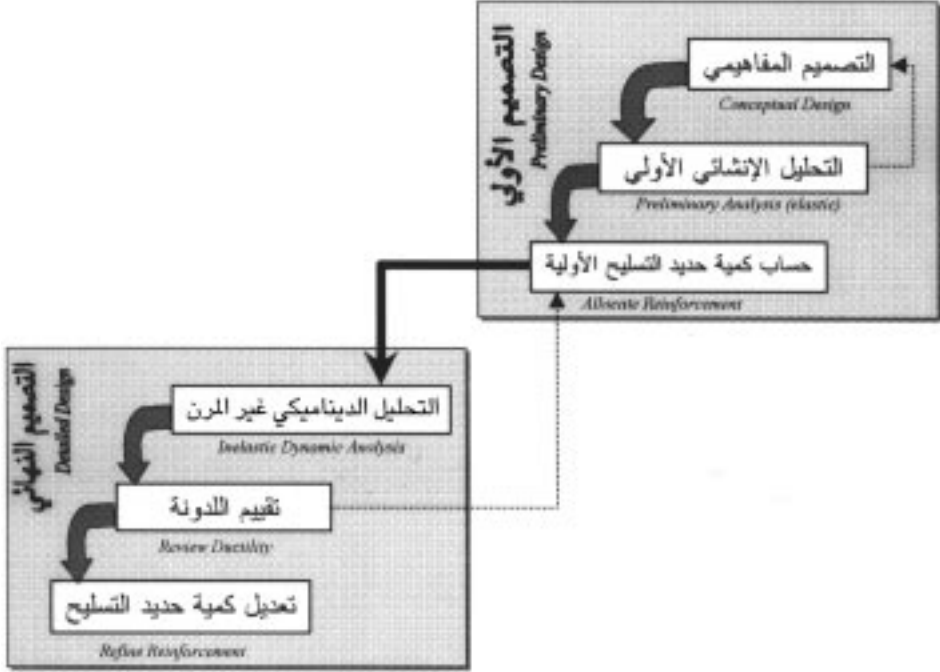 التصميم الأولي
Preliminary Design
التصميم المفاهيمي
Conceptual Design
التحليل الإنشائي الأولي
Preliminary Analysis (elastic)
حساب كمية حديد التسليح الأولية
Allocate Reinforcement
التصميم النهائي
Detailed Design
التحليل الديناميكي غير المرن
Inelastic Dynamic Analysis
تقييم اللدونة
Review Ductility
تعديل كمية حديد التسليح
Refine Reinforcement